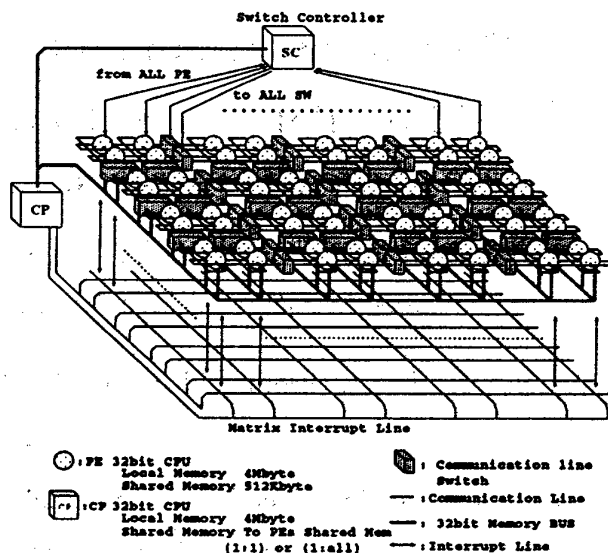 Switch Controller
SC
from ALL PE
to ALL SW
CP
Matrix Interrupt Line
:PE 32bit CPU
Local Memory 4Mbyte
Shared Memory 512Kbyte
CP
:CP 32bit CPU
Local Memory 4Mbyte
Shared Memory To PEs Shared Mem
(1:1) or (1:all)
: Communication line
Switch
:Communication Line
: 32bit Memory BUS
: Interrupt Line